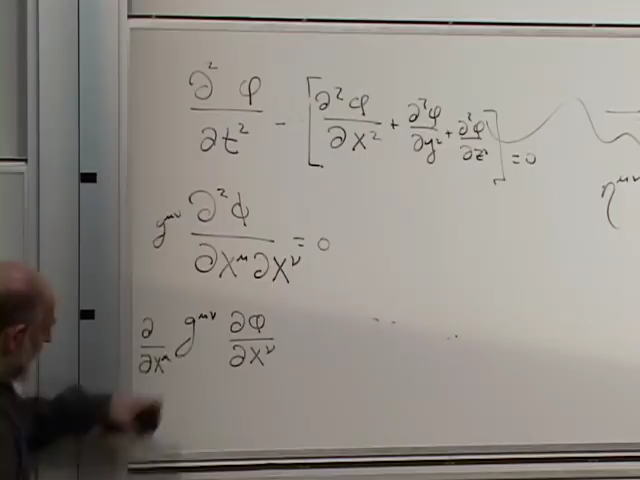 ∂²φ/∂t² - [∂²φ/∂x² + ∂²φ/∂y² + ∂²φ/∂z²] = 0
g^{μν} ∂²φ/∂x^μ∂x^ν = 0
∂/∂x^μ g^{μν} ∂φ/∂x^ν
η^{μν}